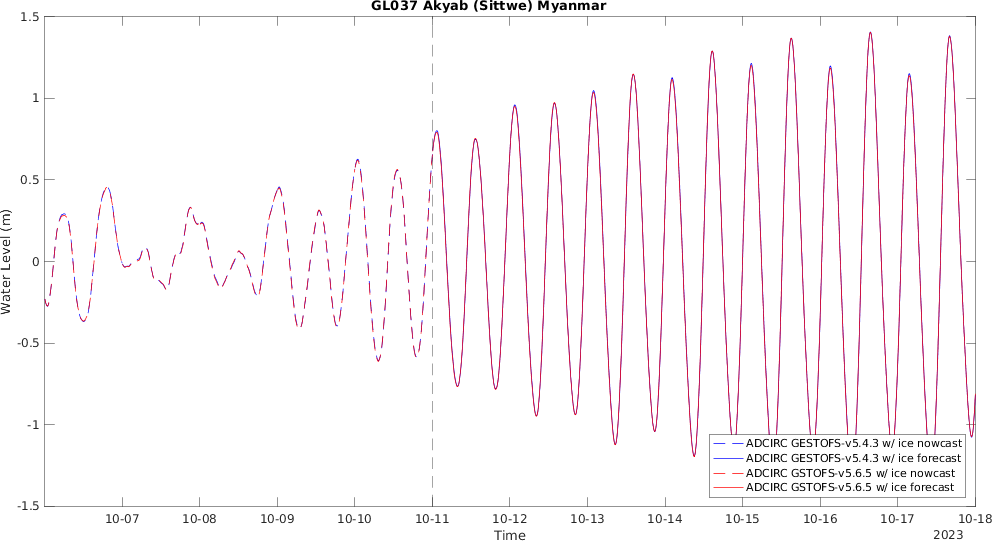 GL037 Akyab (Sittwe) Myanmar
1.5
1
0.5
0
-0.5
-1
-1.5
Water Level (m)
ADCIRC GESTOFS-v5.4.3 w/ ice nowcast
ADCIRC GESTOFS-v5.4.3 w/ ice forecast
ADCIRC GSTOFS-v5.6.5 w/ ice nowcast
ADCIRC GSTOFS-v5.6.5 w/ ice forecast
10-07 10-08 10-09 10-10 10-11 10-12 10-13 10-14 10-15 10-16 10-17 10-18
Time
2023